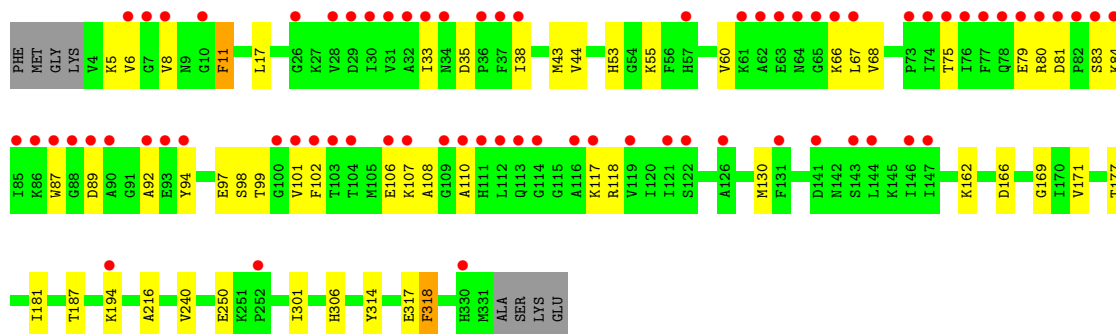 PHE MET GLY LYS V4 K5 V6 G7 V8 N9 G10 F11 L17 G26 K27 V28 D29 I30 V31 A32 I33 N34 D35 P36 F37 I38 M43 V44 H53 G54 K55 F56 H57 V60 K61 A62 E63 N64 G65 K66 L67 V68 P73 I74 T75 I76 F77 Q78 E79 R80 D81 P82 S83 K84
I85 K86 W87 G88 D89 A90 G91 A92 E93 Y94 E97 S98 T99 G100 V101 F102 T103 T104 M105 E106 K107 A108 G109 A110 H111 L112 Q113 G114 G115 A116 K117 R118 V119 I120 I121 S122 A126 M130 F131 D141 N142 S143 L144 K145 I146 I147 K162 D166 G169 I170 V171 T177
I181 T187 K194 A216 V240 E250 K251 P252 I301 H306 Y314 E317 F318 H330 M331 ALA SER LYS GLU